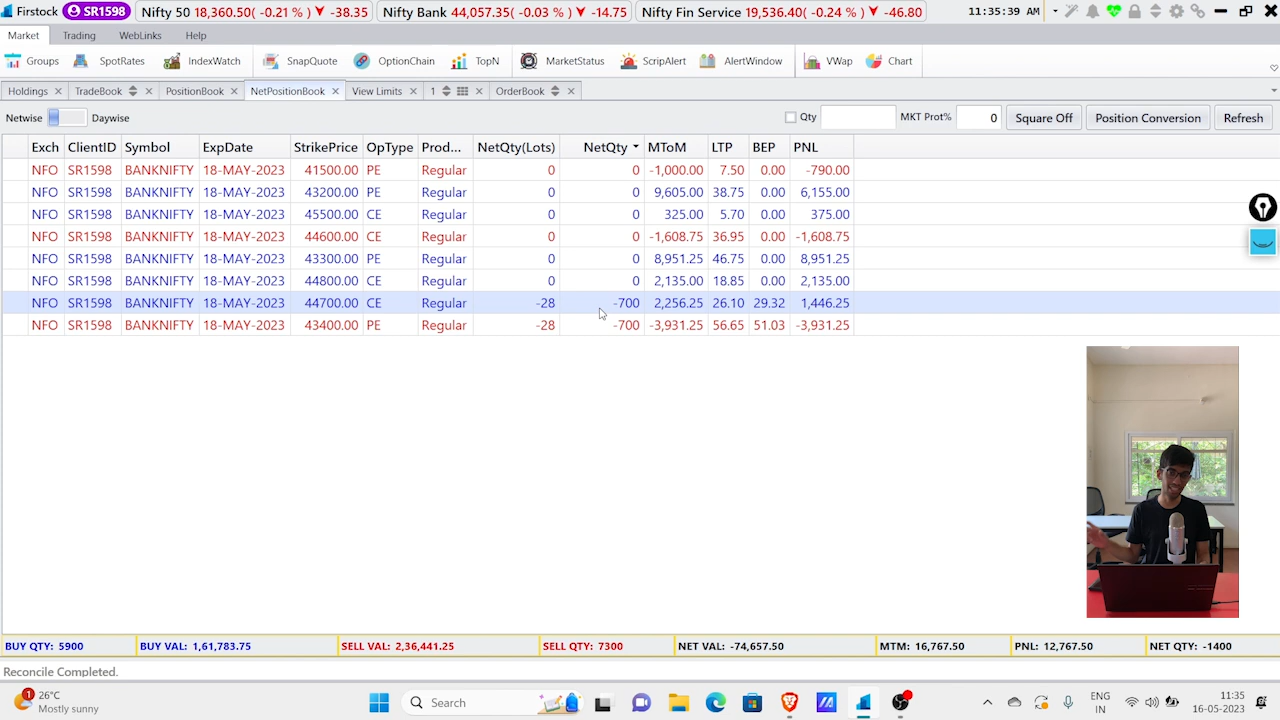 Firstock SR1598 Nifty 50 18,360.50( -0.21 % ) -38.35 Nifty Bank 44,057.35( -0.03 % ) -14.75 Nifty Fin Service 19,536.40( -0.24 % ) -46.80 11:35:39 AM
Market Trading WebLinks Help
Groups SpotRates IndexWatch SnapQuote OptionChain TopN MarketStatus ScripAlert AlertWindow VWap Chart
Holdings TradeBook PositionBook NetPositionBook View Limits 1 OrderBook
Netwise Daywise Qty MKT Prot% 0 Square Off Position Conversion Refresh
Exch ClientID Symbol ExpDate StrikePrice OpType Prod... NetQty(Lots) NetQty MToM LTP BEP PNL
NFO SR1598 BANKNIFTY 18-MAY-2023 41500.00 PE Regular 0 0 -1,000.00 7.50 0.00 -790.00
NFO SR1598 BANKNIFTY 18-MAY-2023 43200.00 PE Regular 0 0 9,605.00 38.75 0.00 6,155.00
NFO SR1598 BANKNIFTY 18-MAY-2023 45500.00 CE Regular 0 0 325.00 5.70 0.00 375.00
NFO SR1598 BANKNIFTY 18-MAY-2023 44600.00 CE Regular 0 0 -1,608.75 36.95 0.00 -1,608.75
NFO SR1598 BANKNIFTY 18-MAY-2023 43300.00 PE Regular 0 0 8,951.25 46.75 0.00 8,951.25
NFO SR1598 BANKNIFTY 18-MAY-2023 44800.00 CE Regular 0 0 2,135.00 18.85 0.00 2,135.00
NFO SR1598 BANKNIFTY 18-MAY-2023 44700.00 CE Regular -28 -700 2,256.25 26.10 29.32 1,446.25
NFO SR1598 BANKNIFTY 18-MAY-2023 43400.00 PE Regular -28 -700 -3,931.25 56.65 51.03 -3,931.25
BUY QTY: 5900 BUY VAL: 1,61,783.75 SELL VAL: 2,36,441.25 SELL QTY: 7300 NET VAL: -74,657.50 MTM: 16,767.50 PNL: 12,767.50 NET QTY: -1400
Reconcile Completed.
1 26°C Search ENG 11:35
Mostly sunny IN 16-05-2023